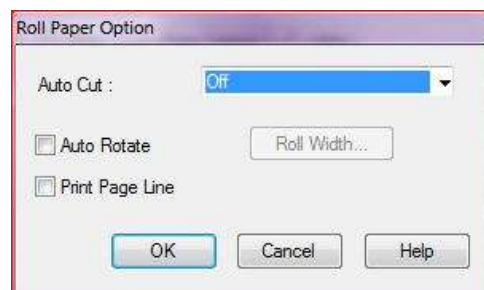 Roll Paper Option
Auto Cut : Off
Auto Rotate Roll Width...
Print Page Line
OK Cancel Help